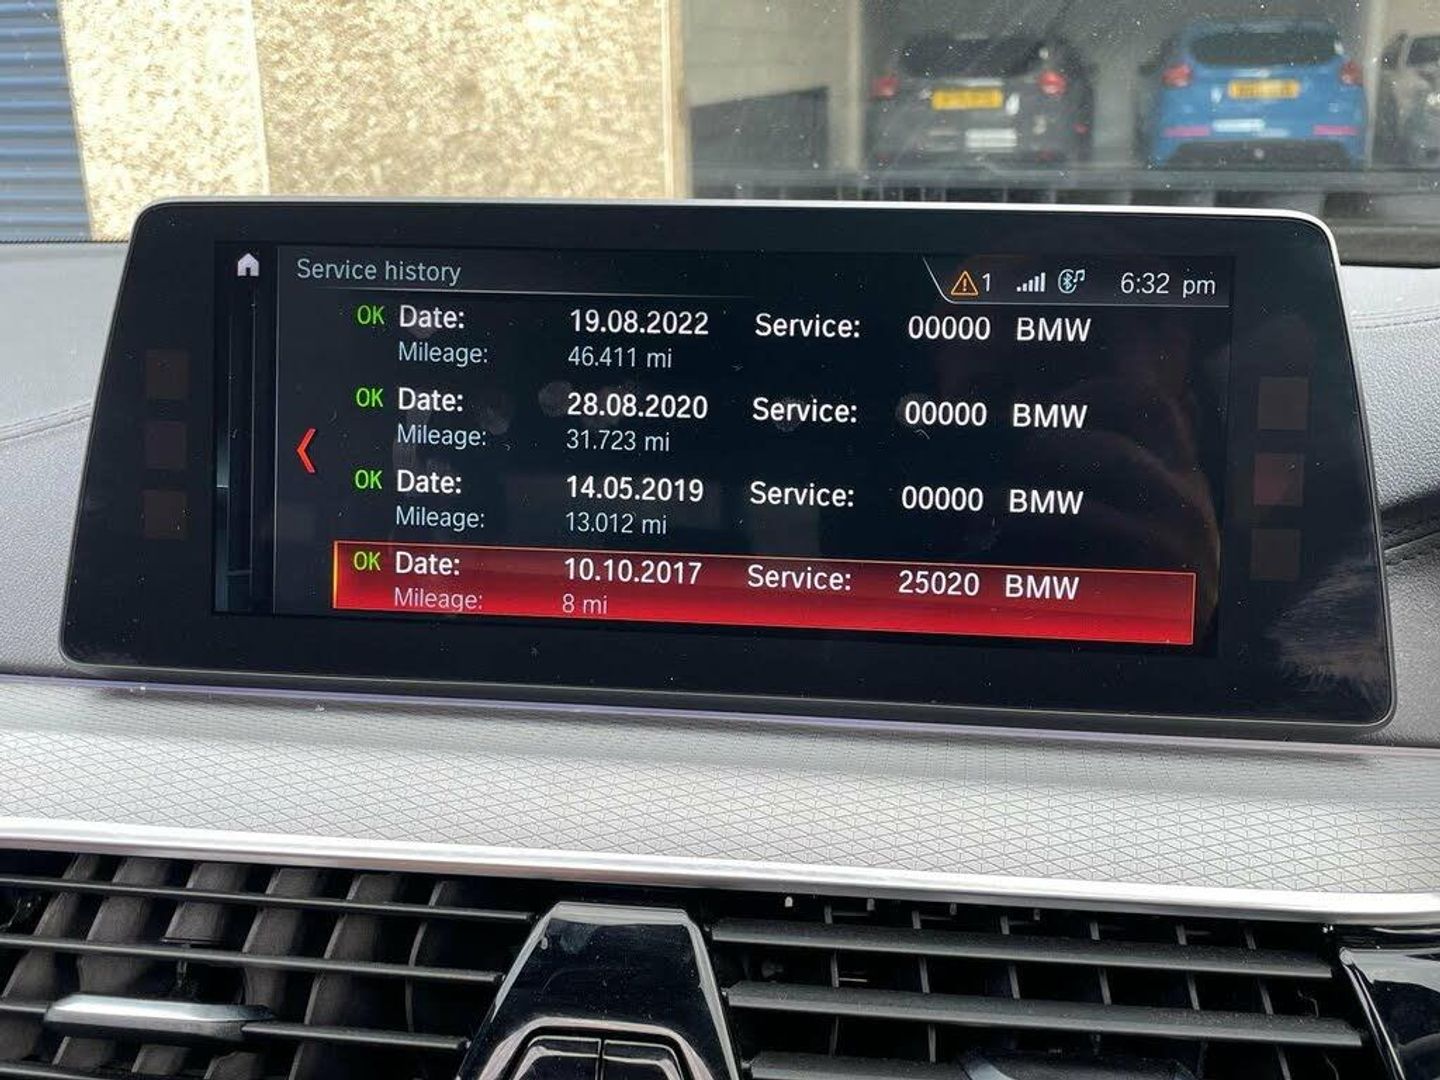 Service history
1
6:32 pm
OK Date: 19.08.2022 Service: 00000 BMW
Mileage: 46.411 mi
OK Date: 28.08.2020 Service: 00000 BMW
Mileage: 31.723 mi
OK Date: 14.05.2019 Service: 00000 BMW
Mileage: 13.012 mi
OK Date: 10.10.2017 Service: 25020 BMW
Mileage: 8 mi